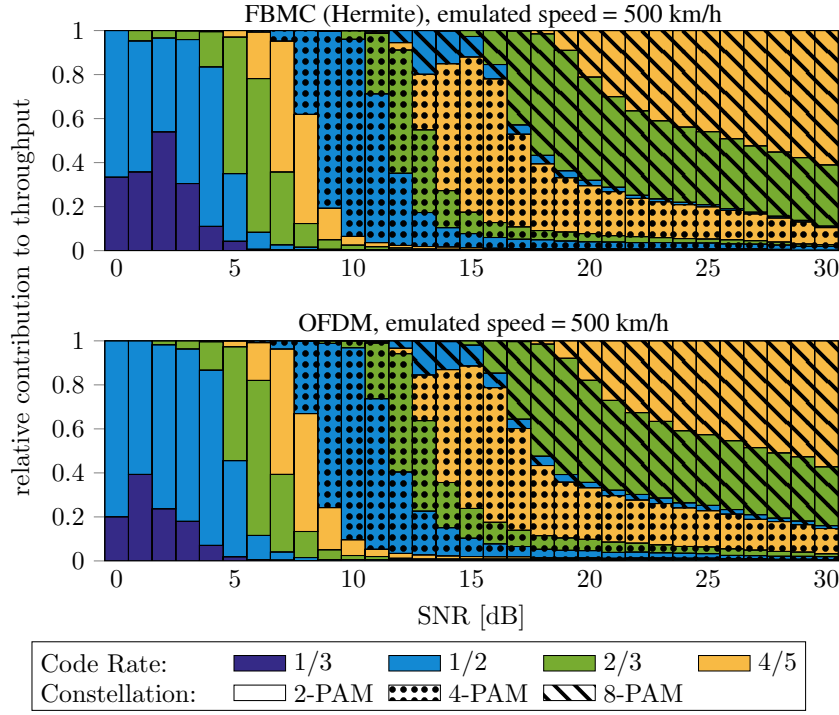 FBMC (Hermite), emulated speed = 500 km/h
1
0.8
0.6
0.4
0.2
0
0 5 10 15 20 25 30
relative contribution to throughput
OFDM, emulated speed = 500 km/h
1
0.8
0.6
0.4
0.2
0
0 5 10 15 20 25 30
SNR [dB]
Code Rate: 1/3 1/2 2/3 4/5
Constellation: 2-PAM 4-PAM 8-PAM